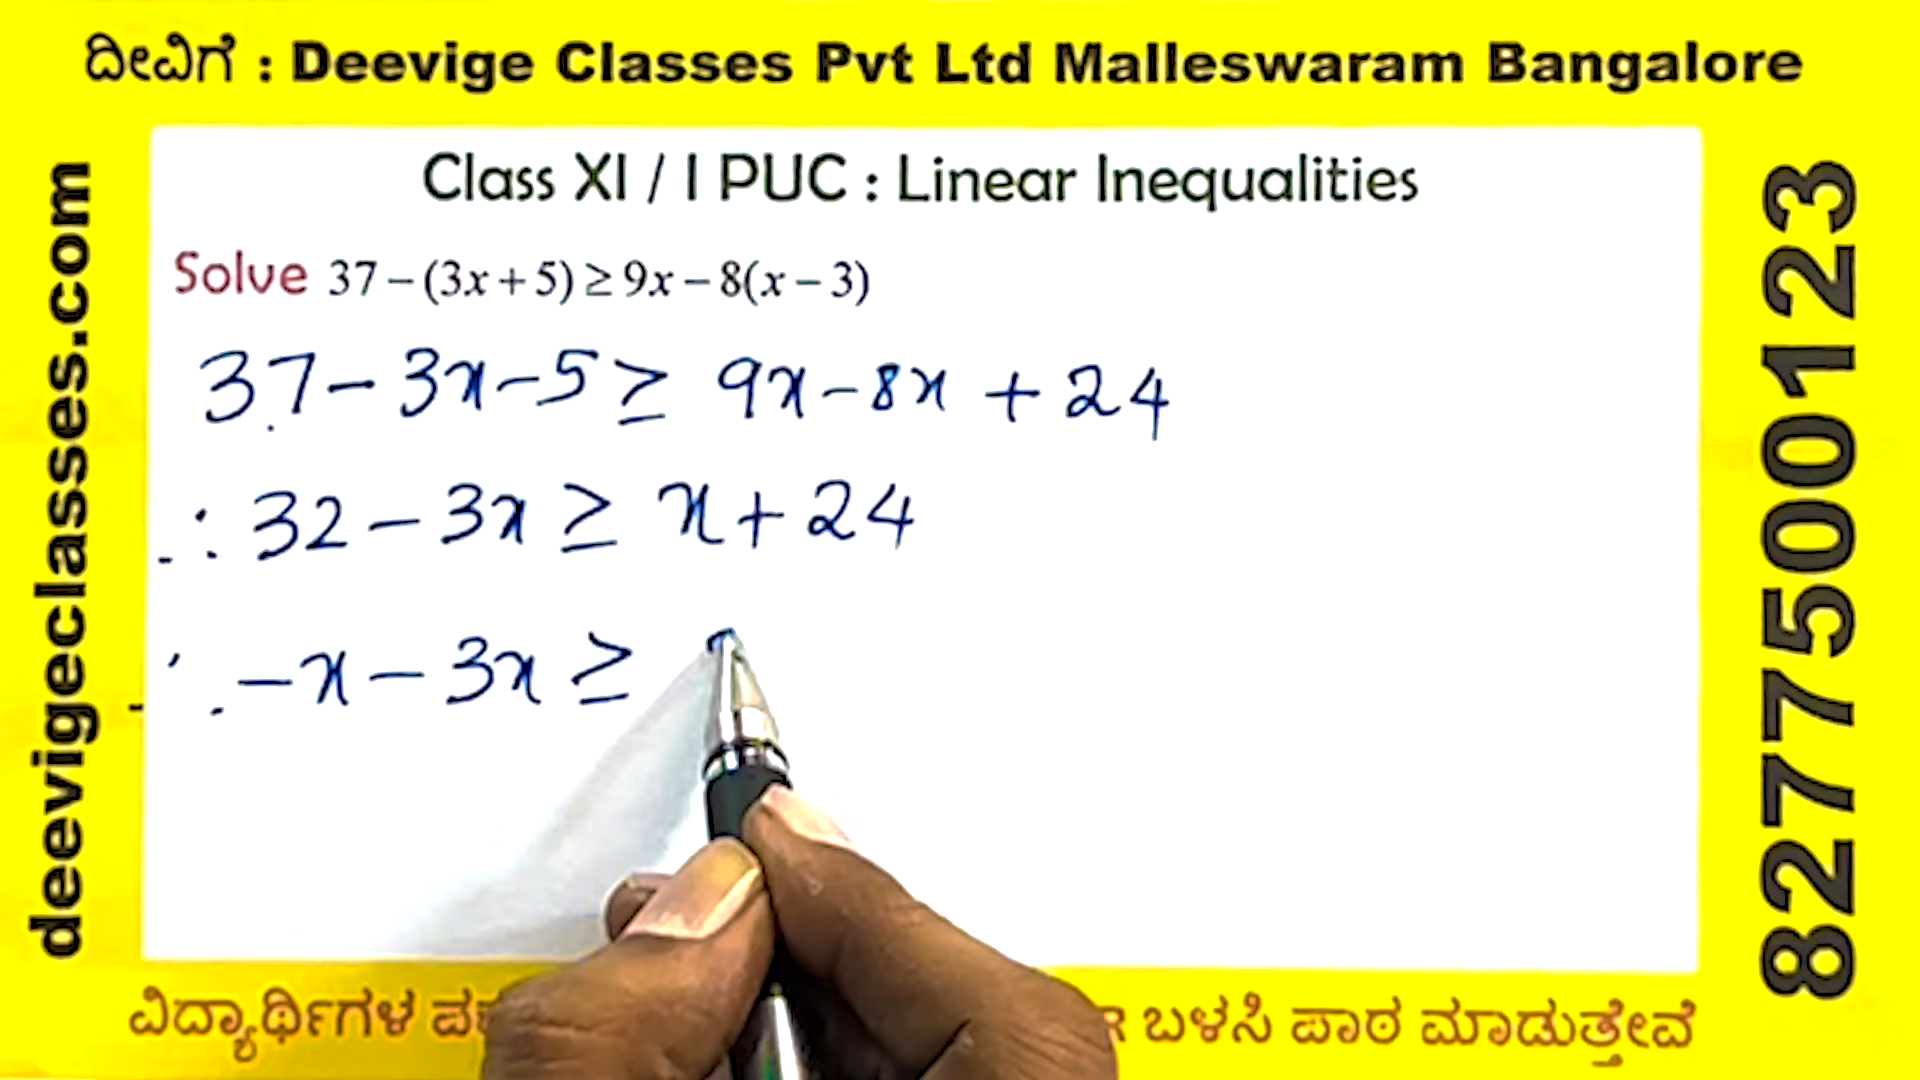 ದೀವಿಗೆ : Deevige Classes Pvt Ltd Malleswaram Bangalore
deevigeclasses.com
Class XI / I PUC : Linear Inequalities
Solve 37 – (3x + 5) ≥ 9x – 8(x – 3)
37 – 3x – 5 ≥ 9x – 8x + 24
∴ 32 – 3x ≥ x + 24
∴ –x – 3x ≥
8277500123
ವಿದ್ಯಾರ್ಥಿಗಳ ಬಳಸಿ ಪಾಠ ಮಾಡುತ್ತೇವೆ